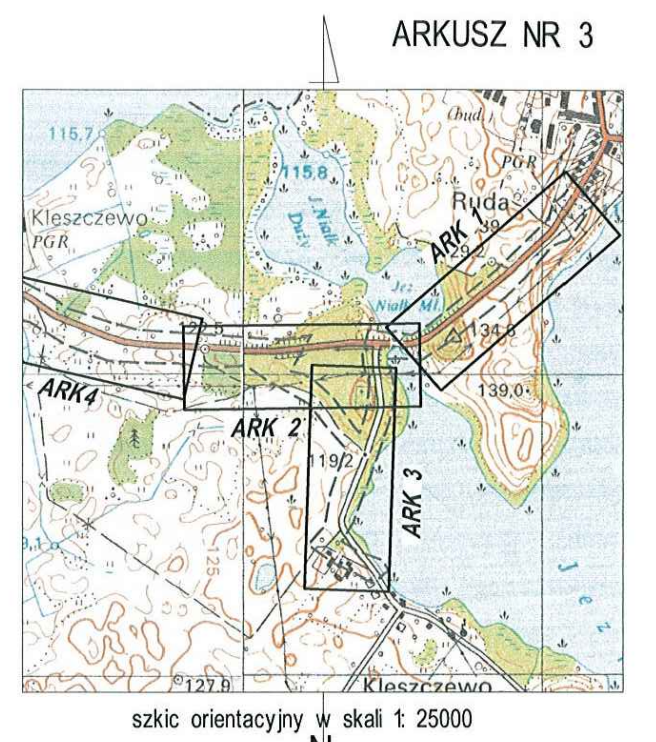 ARKUSZ NR 3
115,7
115,8
(bud.)
PGR
Kleszczewo
PGR
J. Niałk
Duży
Ruda
ARK 1
Jez
Niałk Mł.
134,8
139,0
ARK4
ARK 2
119,2
ARK 3
125
J e z
127,9
Kleszczewo
szkic orientacyjny w skali 1: 25000
N